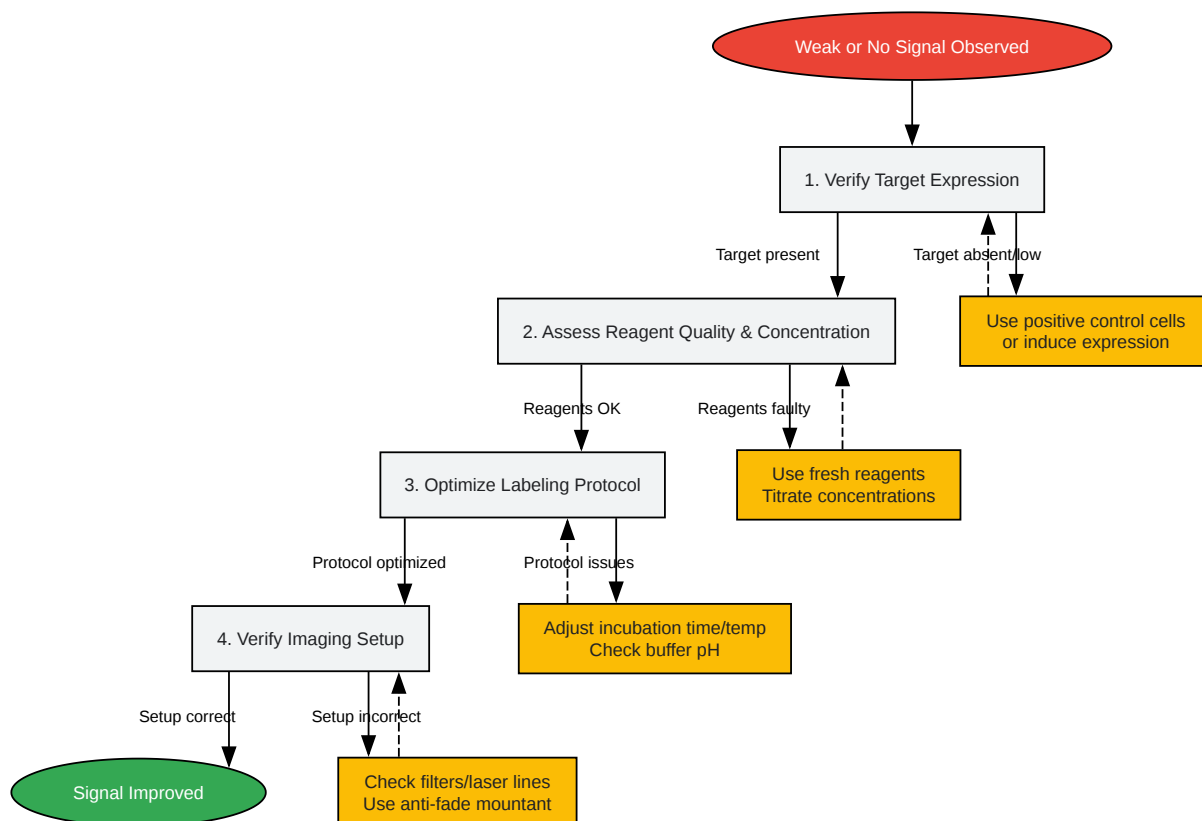 Weak or No Signal Observed
1. Verify Target Expression
Target present
Target absent/low
2. Assess Reagent Quality & Concentration
Use positive control cells
or induce expression
Reagents OK
Reagents faulty
3. Optimize Labeling Protocol
Use fresh reagents
Titrate concentrations
Protocol optimized
Protocol issues
4. Verify Imaging Setup
Adjust incubation time/temp
Check buffer pH
Setup correct
Setup incorrect
Signal Improved
Check filters/laser lines
Use anti-fade mountant